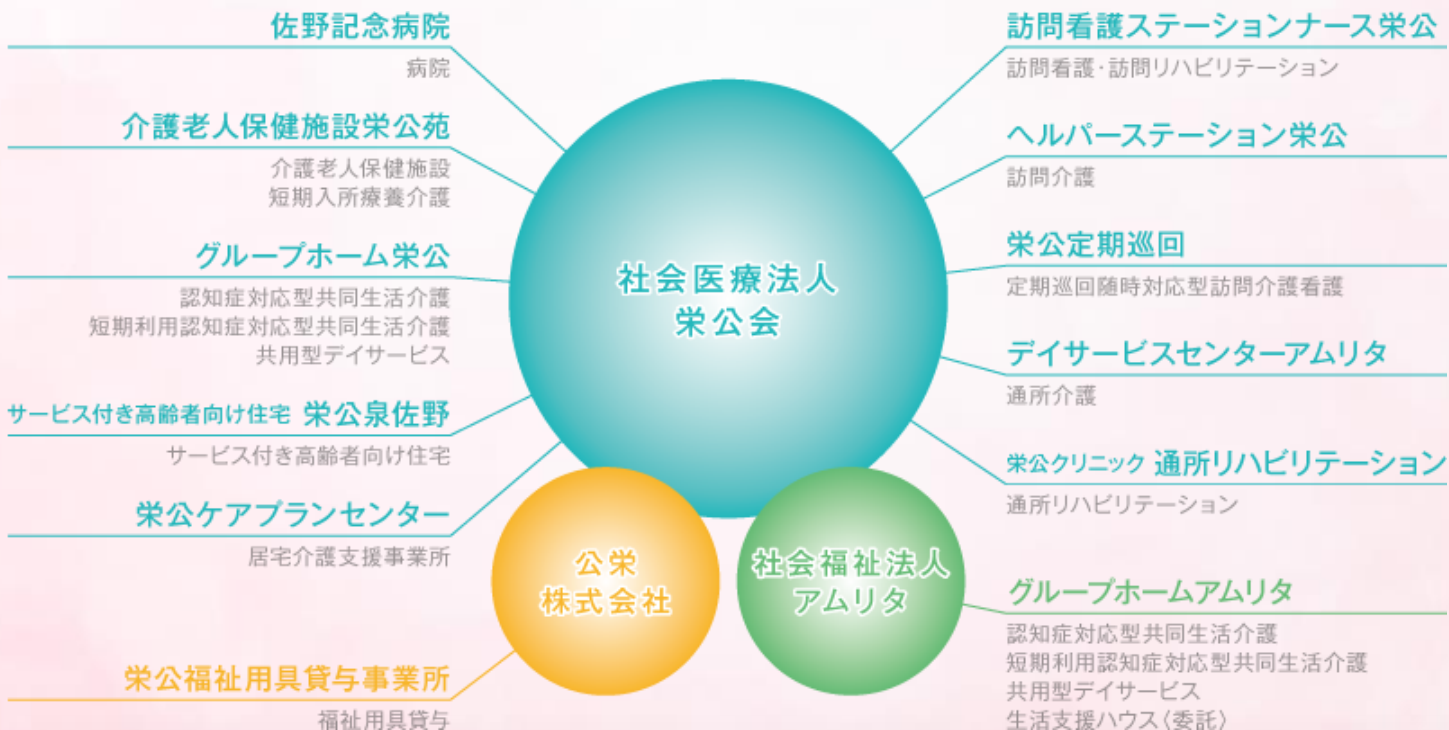 佐野記念病院
病院
介護老人保健施設栄公苑
介護老人保健施設
短期入所療養介護
グループホーム栄公
認知症対応型共同生活介護
短期利用認知症対応型共同生活介護
共用型デイサービス
サービス付き高齢者向け住宅 栄公泉佐野
サービス付き高齢者向け住宅
栄公ケアプランセンター
居宅介護支援事業所
栄公福祉用具貸与事業所
福祉用具貸与
社会医療法人
栄公会
公栄
株式会社
社会福祉法人
アムリタ
訪問看護ステーションナース栄公
訪問看護・訪問リハビリテーション
ヘルパーステーション栄公
訪問介護
栄公定期巡回
定期巡回随時対応型訪問介護看護
デイサービスセンターアムリタ
通所介護
栄公クリニック 通所リハビリテーション
通所リハビリテーション
グループホームアムリタ
認知症対応型共同生活介護
短期利用認知症対応型共同生活介護
共用型デイサービス
生活支援ハウス〈委託〉